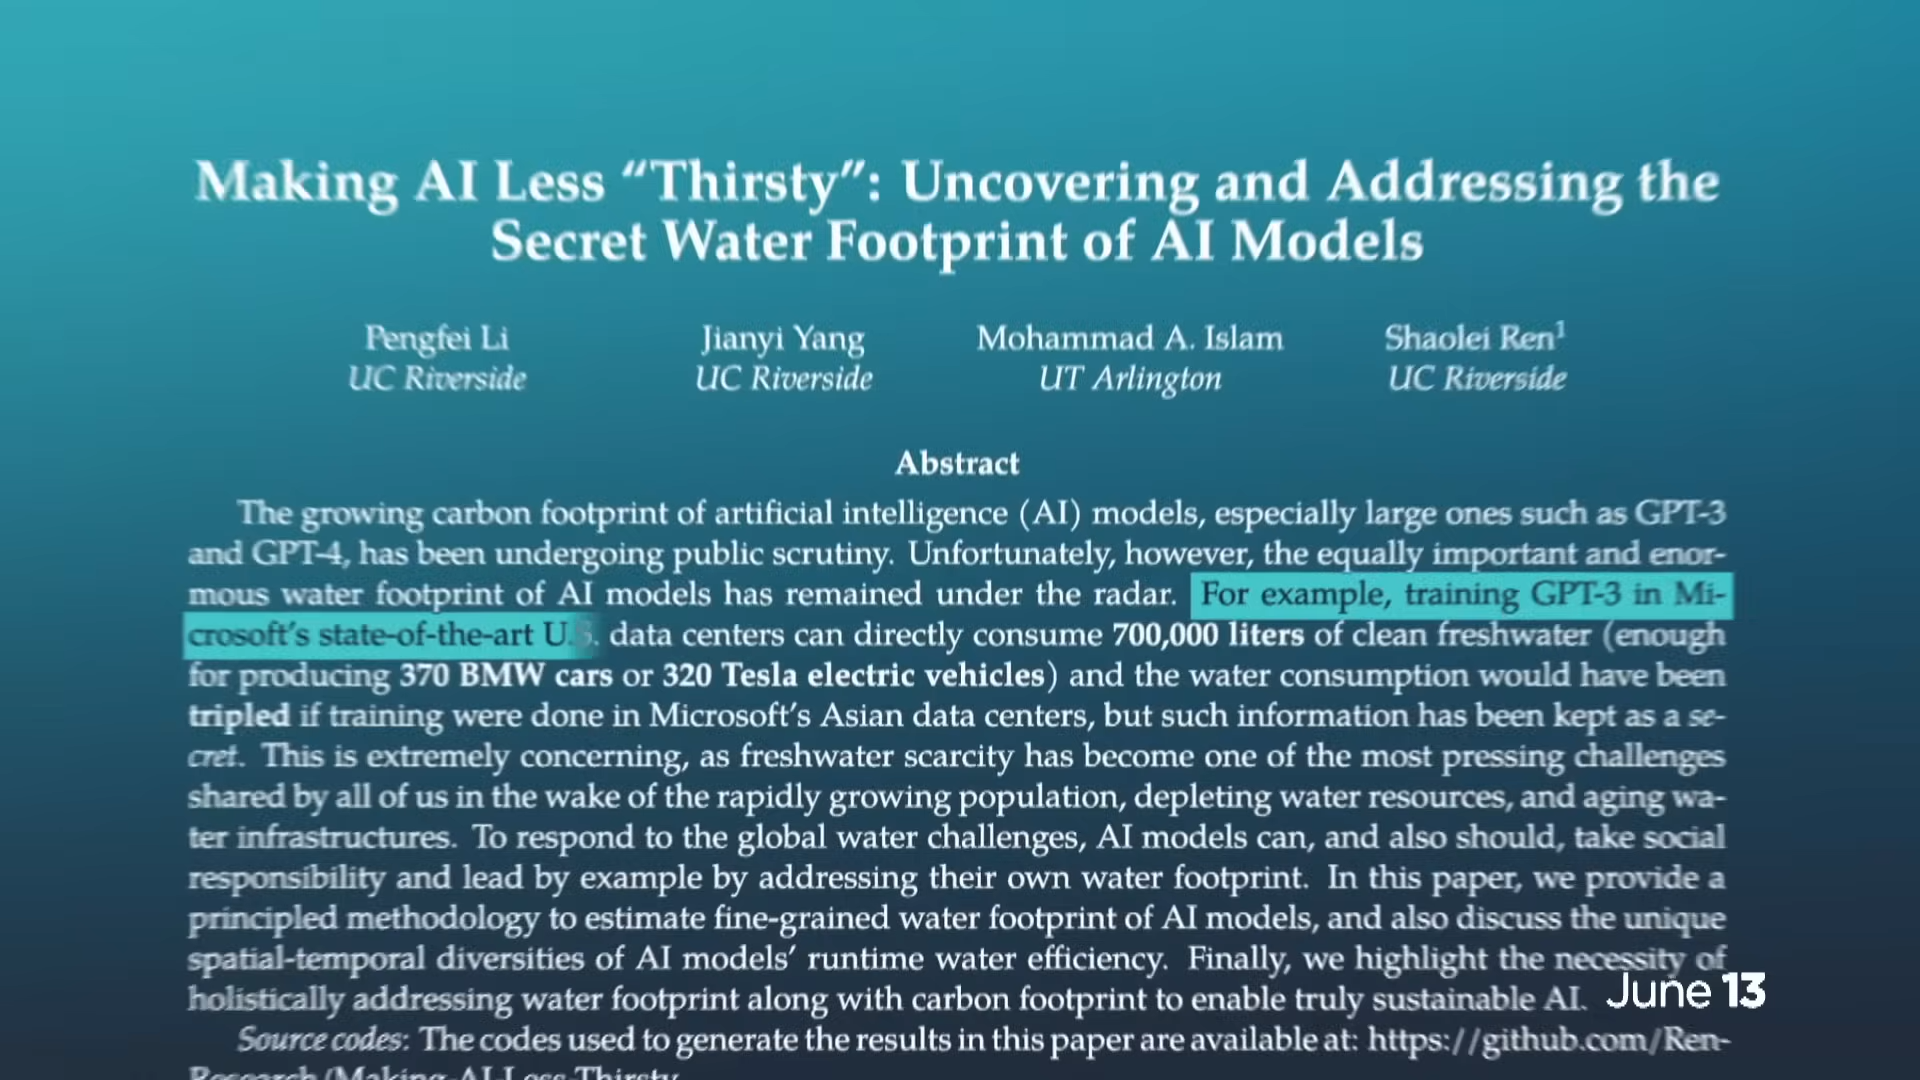 Making AI Less “Thirsty”: Uncovering and Addressing the
Secret Water Footprint of AI Models
Pengfei Li Jianyi Yang Mohammad A. Islam Shaolei Ren¹
UC Riverside UC Riverside UT Arlington UC Riverside
Abstract
The growing carbon footprint of artificial intelligence (AI) models, especially large ones such as GPT-3
and GPT-4, has been undergoing public scrutiny. Unfortunately, however, the equally important and enor-
mous water footprint of AI models has remained under the radar. For example, training GPT-3 in Mi-
crosoft’s state-of-the-art U.S. data centers can directly consume 700,000 liters of clean freshwater (enough
for producing 370 BMW cars or 320 Tesla electric vehicles) and the water consumption would have been
tripled if training were done in Microsoft’s Asian data centers, but such information has been kept as a se-
cret. This is extremely concerning, as freshwater scarcity has become one of the most pressing challenges
shared by all of us in the wake of the rapidly growing population, depleting water resources, and aging wa-
ter infrastructures. To respond to the global water challenges, AI models can, and also should, take social
responsibility and lead by example by addressing their own water footprint. In this paper, we provide a
principled methodology to estimate fine-grained water footprint of AI models, and also discuss the unique
spatial-temporal diversities of AI models’ runtime water efficiency. Finally, we highlight the necessity of
holistically addressing water footprint along with carbon footprint to enable truly sustainable AI.
June 13
Source codes: The codes used to generate the results in this paper are available at: https://github.com/Ren-
Research/Making-AI-Less-Thirsty